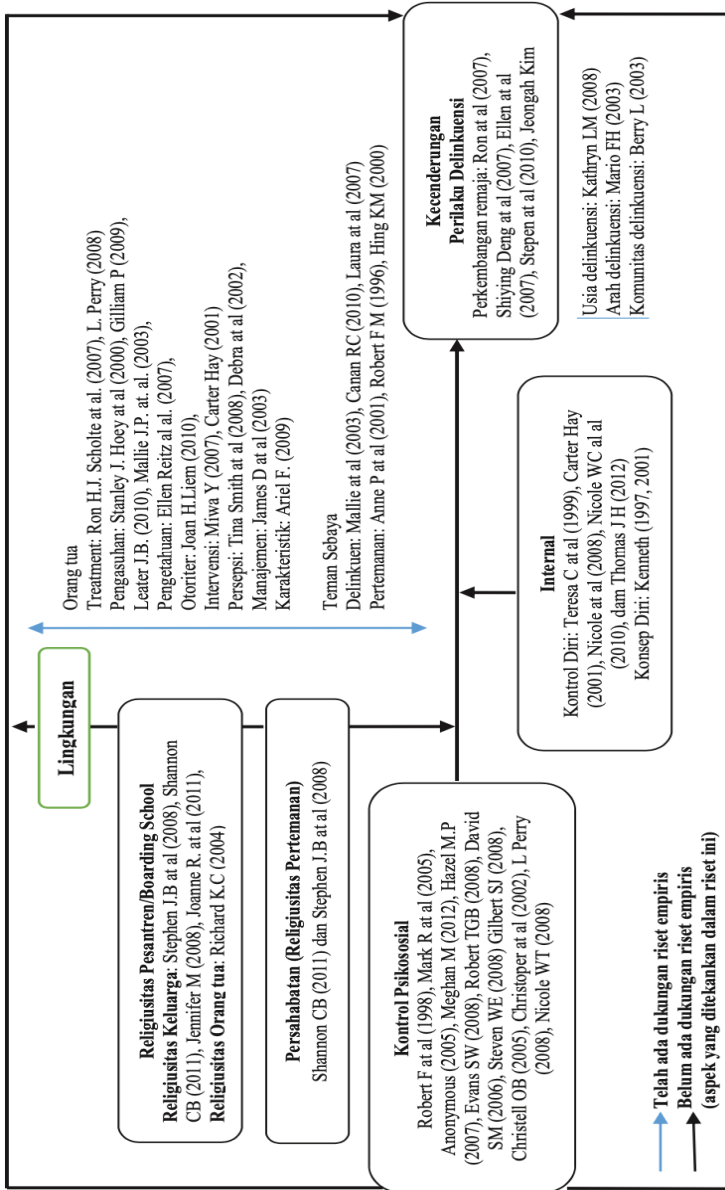 Lingkungan
Religiusitas Pesantren/Boarding School
Religiusitas Keluarga: Stephen J.B at al (2008), Shannon
CB (2011), Jennifer M (2008), Joanne R. at al (2011),
Religiusitas Orang tua: Richard K.C (2004)
Persahabatan (Religiusitas Pertemanan)
Shannon CB (2011) dan Stephen J.B at al (2008)
Kontrol Psikososial
Robert F at al (1998), Mark R at al (2005),
Anonymous (2005), Meghan M (2012), Hazel M.P
(2007), Evans SW (2008), Robert TGB (2008), David
SM (2006), Steven WE (2008) Gilbert SJ (2008),
Christell OB (2005), Christoper at al (2002), L Perry
(2008), Nicole WT (2008)
Telah ada dukungan riset empiris
Belum ada dukungan riset empiris
(aspek yang ditekankan dalam riset ini)
Orang tua
Treatment: Ron H.J. Scholte at al. (2007), L. Perry (2008)
Pengasuhan: Stanley J. Hoey at al (2000), Gilliam P (2009),
Leater J.B. (2010), Mallie J.P. at. al. (2003),
Pengetahuan: Ellen Reitz al al. (2007),
Otoriter: Joan H.Liem (2010),
Intervensi: Miwa Y (2007), Carter Hay (2001)
Persepsi: Tina Smith at al (2008), Debra at al (2002),
Manajemen: James D at al (2003)
Karakteristik: Ariel F. (2009)
Teman Sebaya
Delinkuen: Mallie at al (2003), Canan RC (2010), Laura at al (2007)
Pertemanan: Anne P at al (2001), Robert F M (1996), Hing KM (2000)
Internal
Kontrol Diri: Teresa C at al (1999), Carter Hay
(2001), Nicole at al (2008), Nicole WC al al
(2010), dam Thomas J H (2012)
Konsep Diri: Kenneth (1997, 2001)
Kecenderungan
Perilaku Delinkuensi
Perkembangan remaja: Ron at al (2007),
Shiying Deng at al (2007), Ellen at al
(2007), Stepen at al (2010), Jeongah Kim
Usia delinkuensi: Kathryn LM (2008)
Arah delinkuensi: Mario FH (2003)
Komunitas delinkuensi: Berry L (2003)